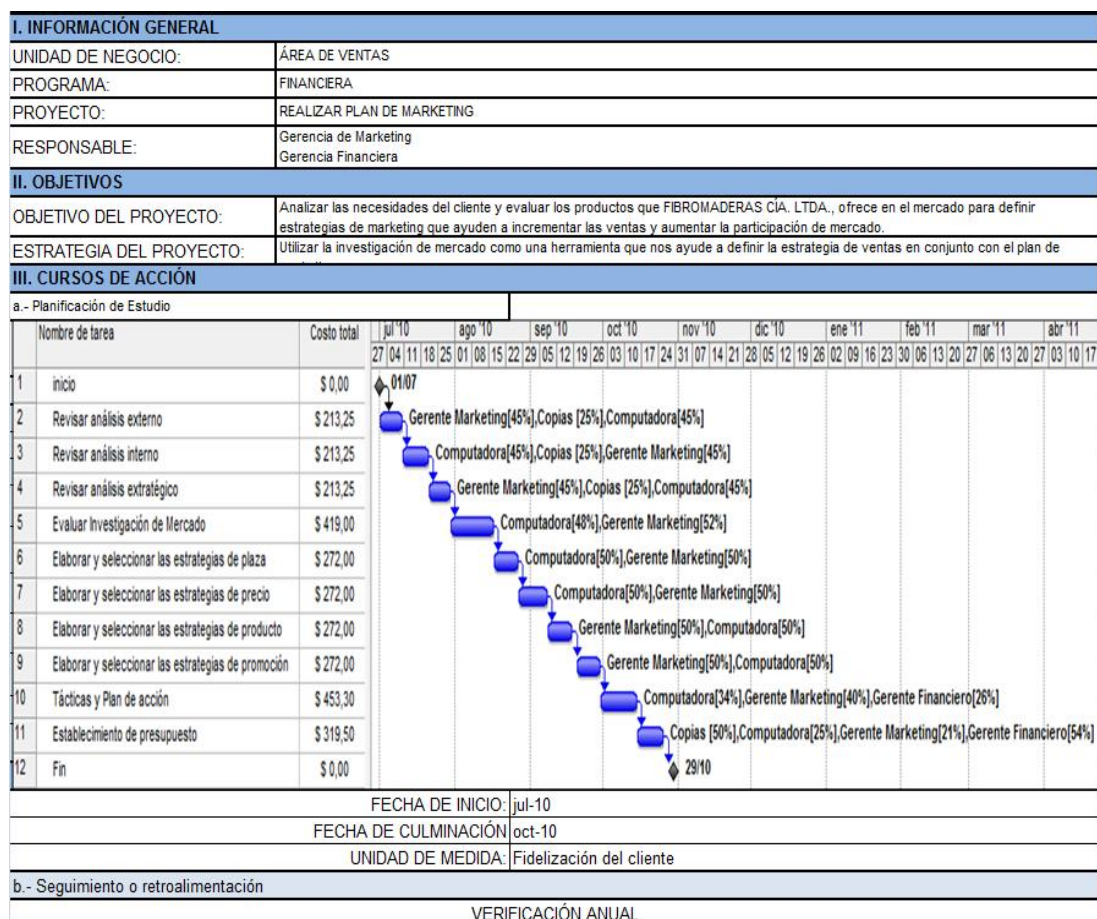 I. INFORMACIÓN GENERAL
UNIDAD DE NEGOCIO: ÁREA DE VENTAS
PROGRAMA: FINANCIERA
PROYECTO: REALIZAR PLAN DE MARKETING
RESPONSABLE: Gerencia de Marketing
Gerencia Financiera
II. OBJETIVOS
OBJETIVO DEL PROYECTO: Analizar las necesidades del cliente y evaluar los productos que FIBROMADERAS CÍA. LTDA., ofrece en el mercado para definir
estrategias de marketing que ayuden a incrementar las ventas y aumentar la participación de mercado.
ESTRATEGIA DEL PROYECTO: Utilizar la investigación de mercado como una herramienta que nos ayude a definir la estrategia de ventas en conjunto con el plan de
III. CURSOS DE ACCIÓN
a.- Planificación de Estudio
Nombre de tarea Costo total jul '10 ago '10 sep '10 oct '10 nov '10 dic '10 ene '11 feb '11 mar '11 abr '11
27 04 11 18 25 01 08 15 22 29 05 12 19 26 03 10 17 24 31 07 14 21 28 05 12 19 26 02 09 16 23 30 06 13 20 27 06 13 20 27 03 10 17
1 inicio $ 0,00 01/07
2 Revisar análisis externo $ 213,25 Gerente Marketing[45%],Copias [25%],Computadora[45%]
3 Revisar análisis interno $ 213,25 Computadora[45%],Copias [25%],Gerente Marketing[45%]
4 Revisar análisis extratégico $ 213,25 Gerente Marketing[45%],Copias [25%],Computadora[45%]
5 Evaluar Investigación de Mercado $ 419,00 Computadora[48%],Gerente Marketing[52%]
6 Elaborar y seleccionar las estrategias de plaza $ 272,00 Computadora[50%],Gerente Marketing[50%]
7 Elaborar y seleccionar las estrategias de precio $ 272,00 Computadora[50%],Gerente Marketing[50%]
8 Elaborar y seleccionar las estrategias de producto $ 272,00 Gerente Marketing[50%],Computadora[50%]
9 Elaborar y seleccionar las estrategias de promoción $ 272,00 Gerente Marketing[50%],Computadora[50%]
10 Tácticas y Plan de acción $ 453,30 Computadora[34%],Gerente Marketing[40%],Gerente Financiero[26%]
11 Establecimiento de presupuesto $ 319,50 Copias [50%],Computadora[25%],Gerente Marketing[21%],Gerente Financiero[54%]
12 Fin $ 0,00 29/10
FECHA DE INICIO: jul-10
FECHA DE CULMINACIÓN oct-10
UNIDAD DE MEDIDA: Fidelización del cliente
b.- Seguimiento o retroalimentación
VERIFICACIÓN ANUAL